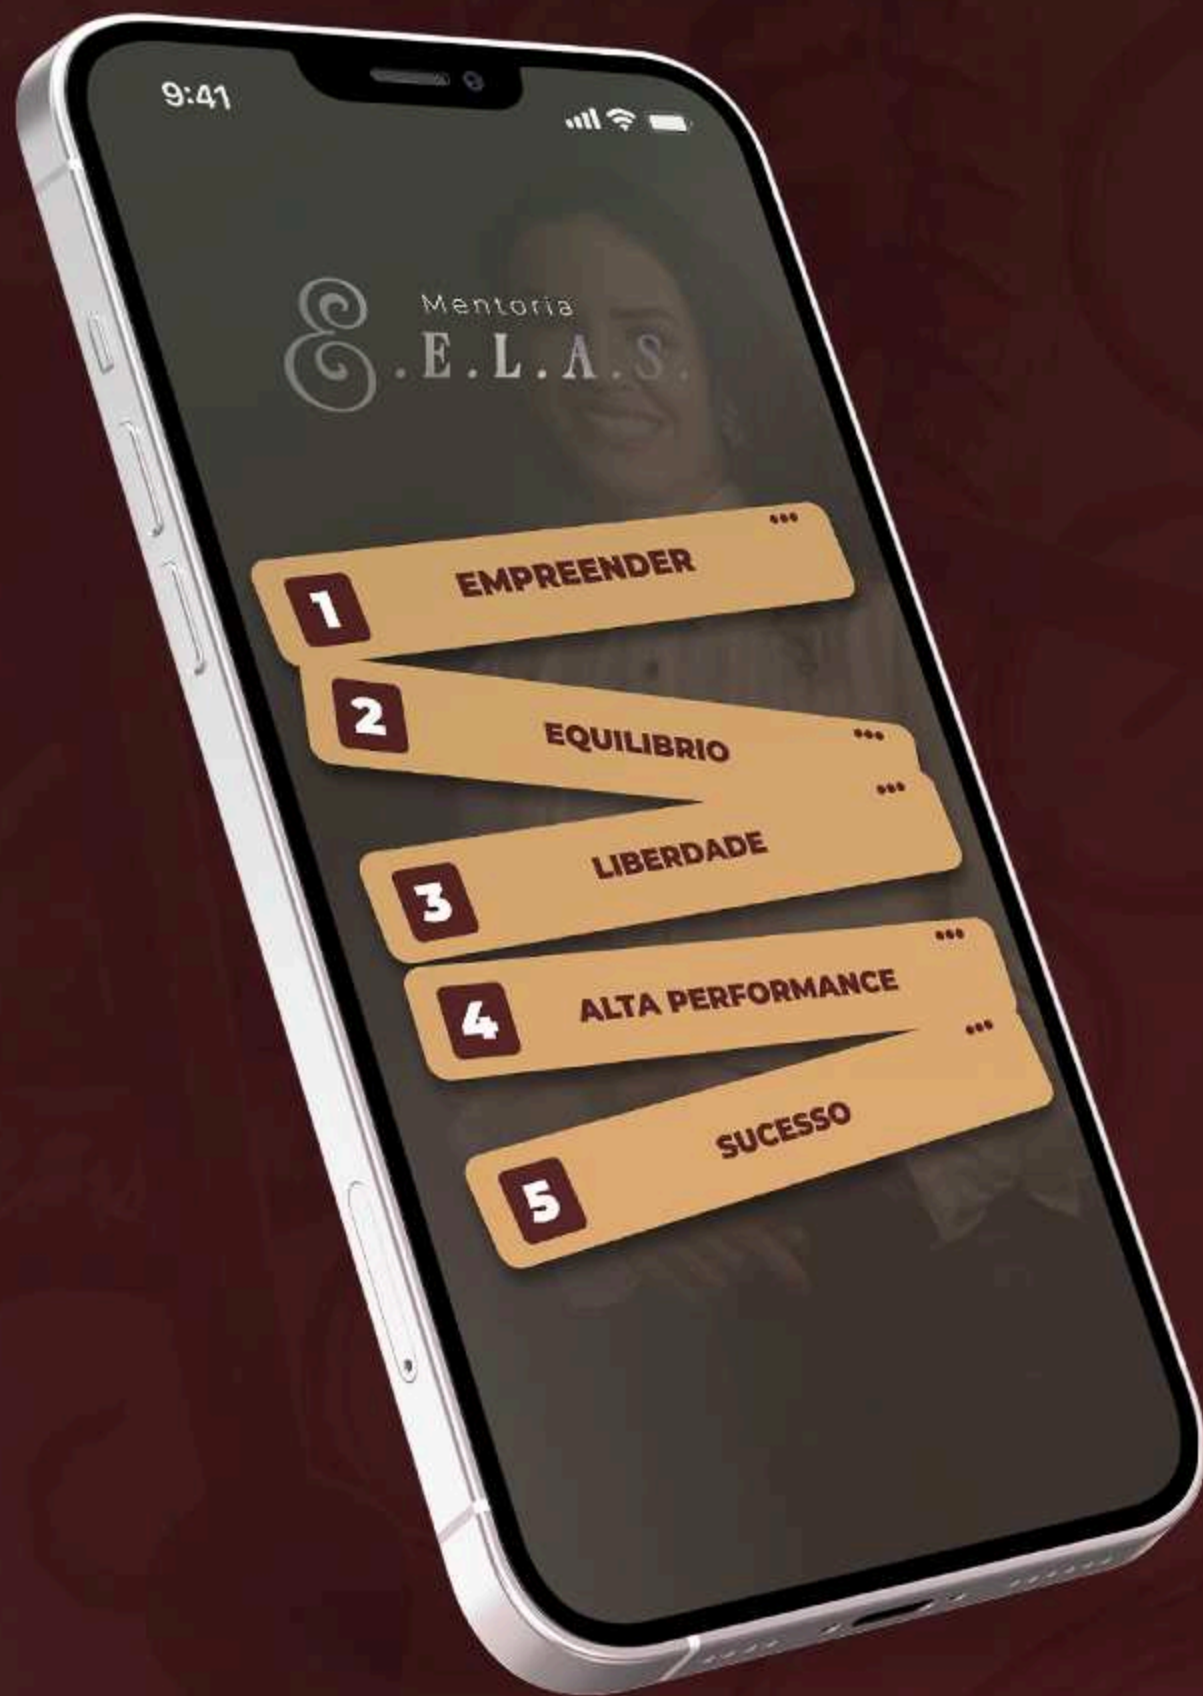 9:41
Mentoria
E.E.L.A.S.
1 EMPREENDER
2 EQUILIBRIO
3 LIBERDADE
4 ALTA PERFORMANCE
5 SUCESSO